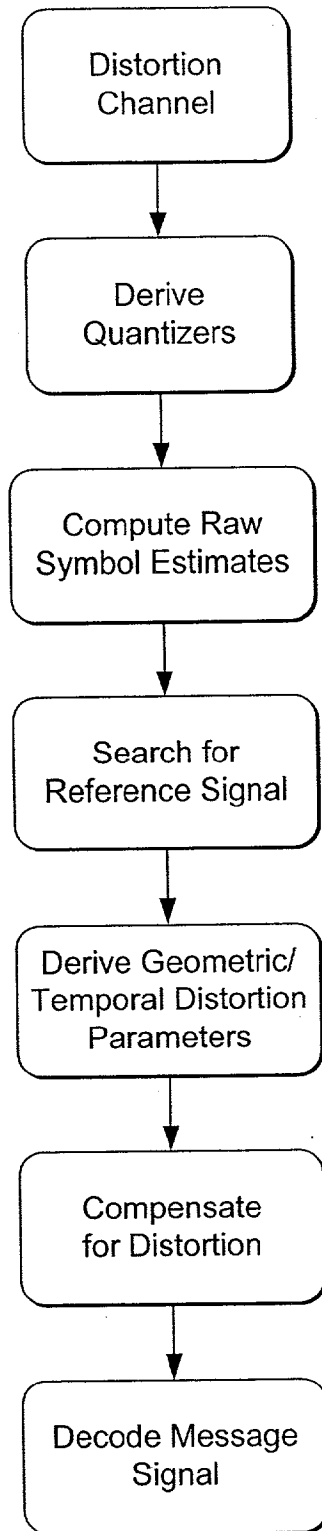 Distortion
Channel
Derive
Quantizers
Compute Raw
Symbol Estimates
Search for
Reference Signal
Derive Geometric/
Temporal Distortion
Parameters
Compensate
for Distortion
Decode Message
Signal